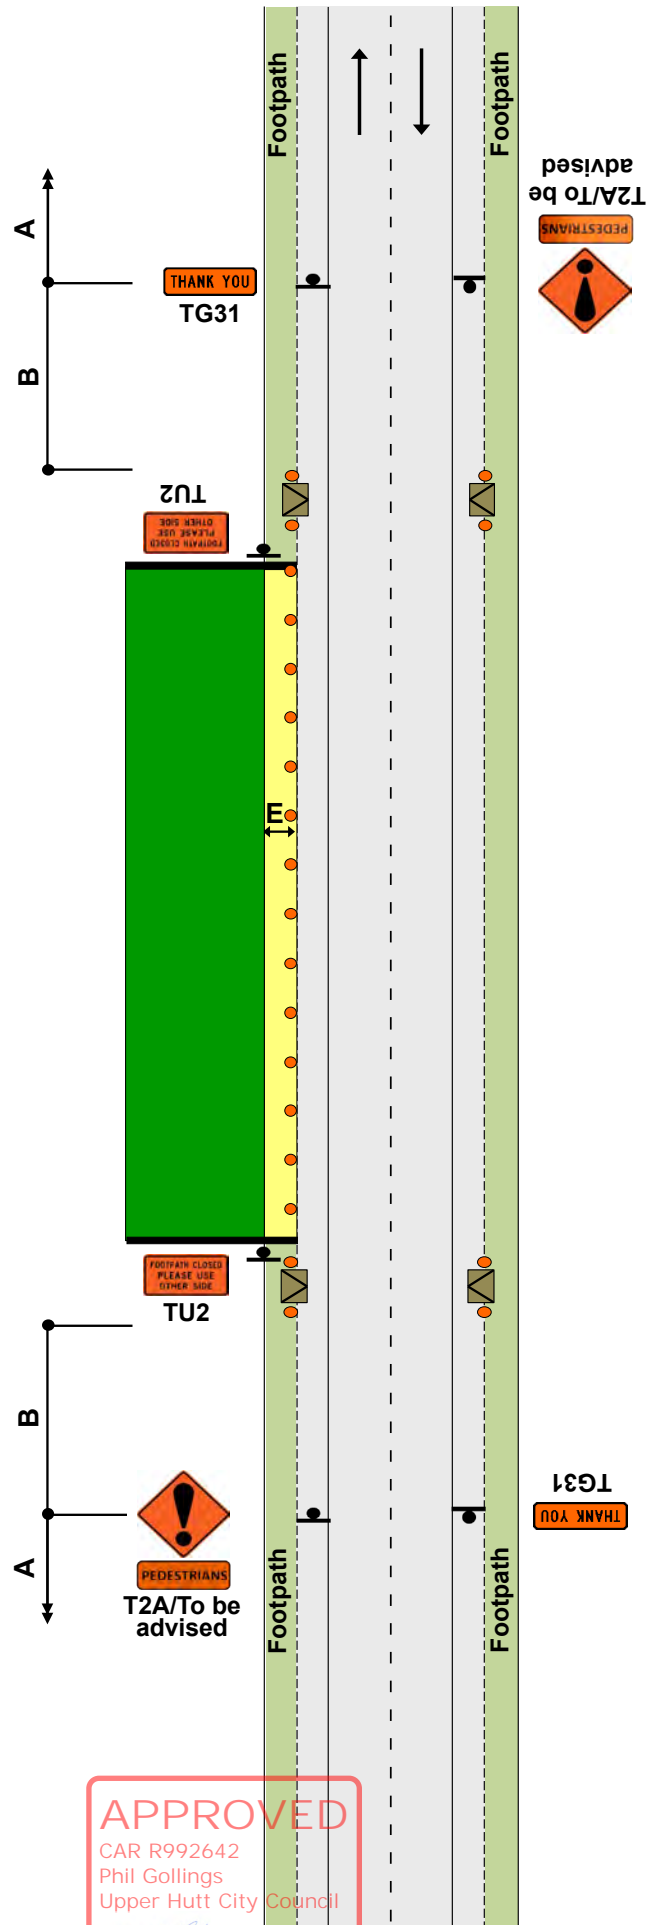 Footpath
Footpath
T2A/To be
advised
PEDESTRIANS
A
THANK YOU
TG31
B
TU2
FOOTPATH CLOSED
PLEASE USE
OTHER SIDE
E
FOOTPATH CLOSED
PLEASE USE
OTHER SIDE
TU2
B
TG31
THANK YOU
A
PEDESTRIANS
T2A/To be
advised
Footpath
Footpath
APPROVED
CAR R992642
Phil Gollings
Upper Hutt City Council